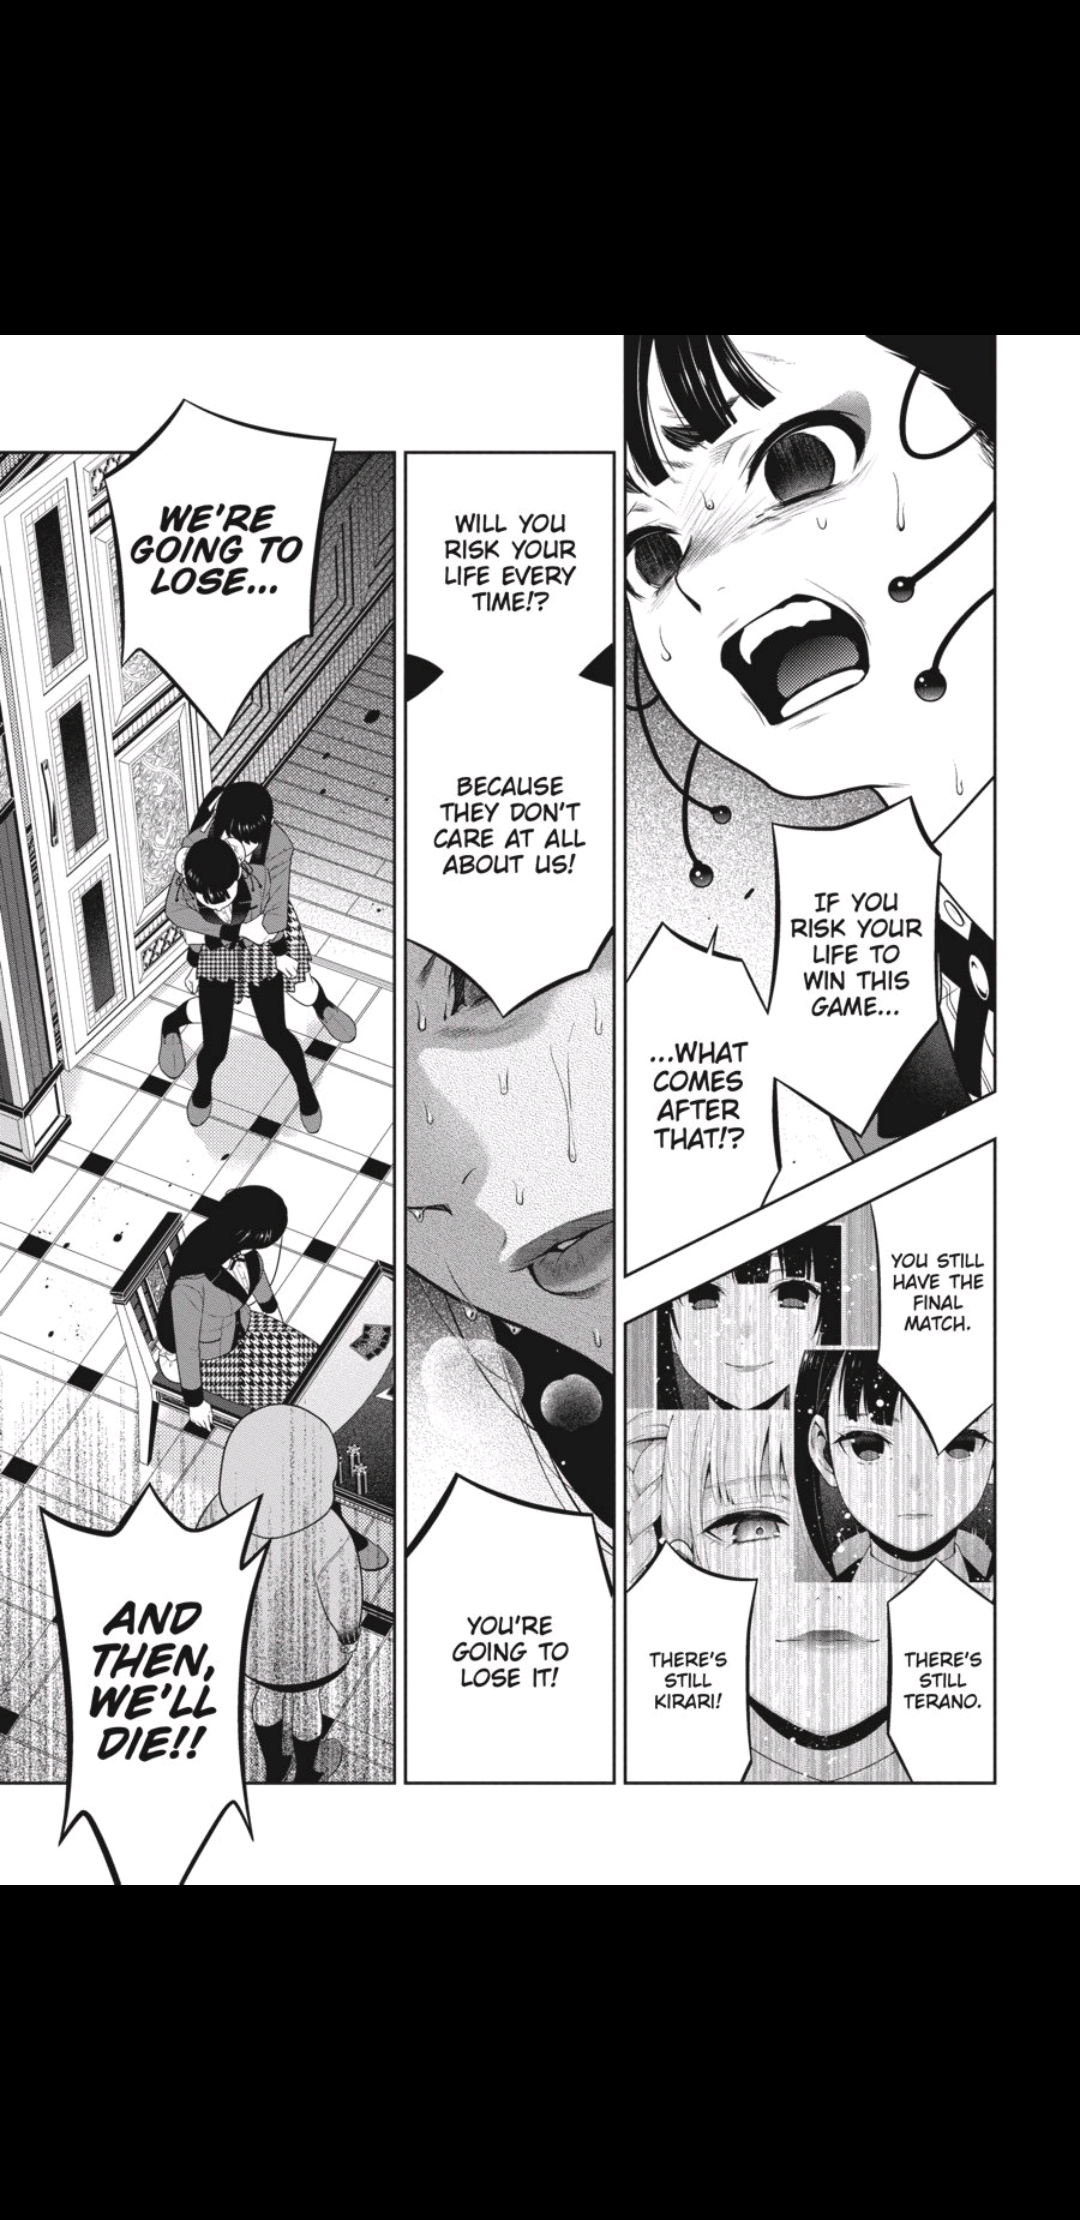 IF YOU
RISK YOUR
LIFE TO
WIN THIS
GAME...
...WHAT
COMES
AFTER
THAT!?
YOU STILL
HAVE THE
FINAL
MATCH.
THERE'S
STILL
TERANO.
THERE'S
STILL
KIRARI!
WILL YOU
RISK YOUR
LIFE EVERY
TIME!?
BECAUSE
THEY DON'T
CARE AT ALL
ABOUT US!
YOU'RE
GOING TO
LOSE IT!
WE'RE
GOING TO
LOSE...
AND
THEN,
WE'LL
DIE!!